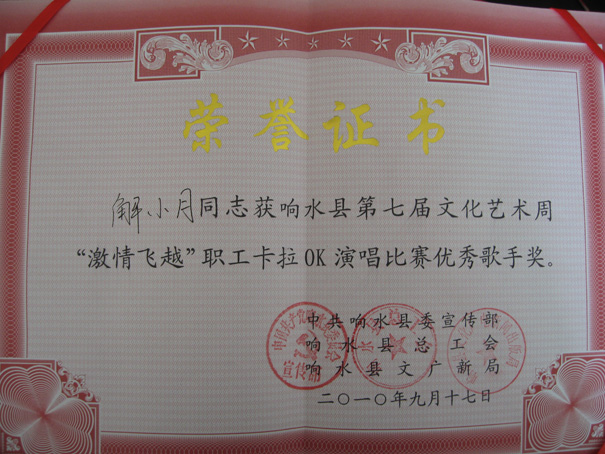 荣誉证书
解小月同志获响水县第七届文化艺术周
“激情飞越”职工卡拉OK演唱比赛优秀歌手奖。
中共响水县委宣传部
响水县总工会
响水县文广新局
二〇一〇年九月十七日
宣传部